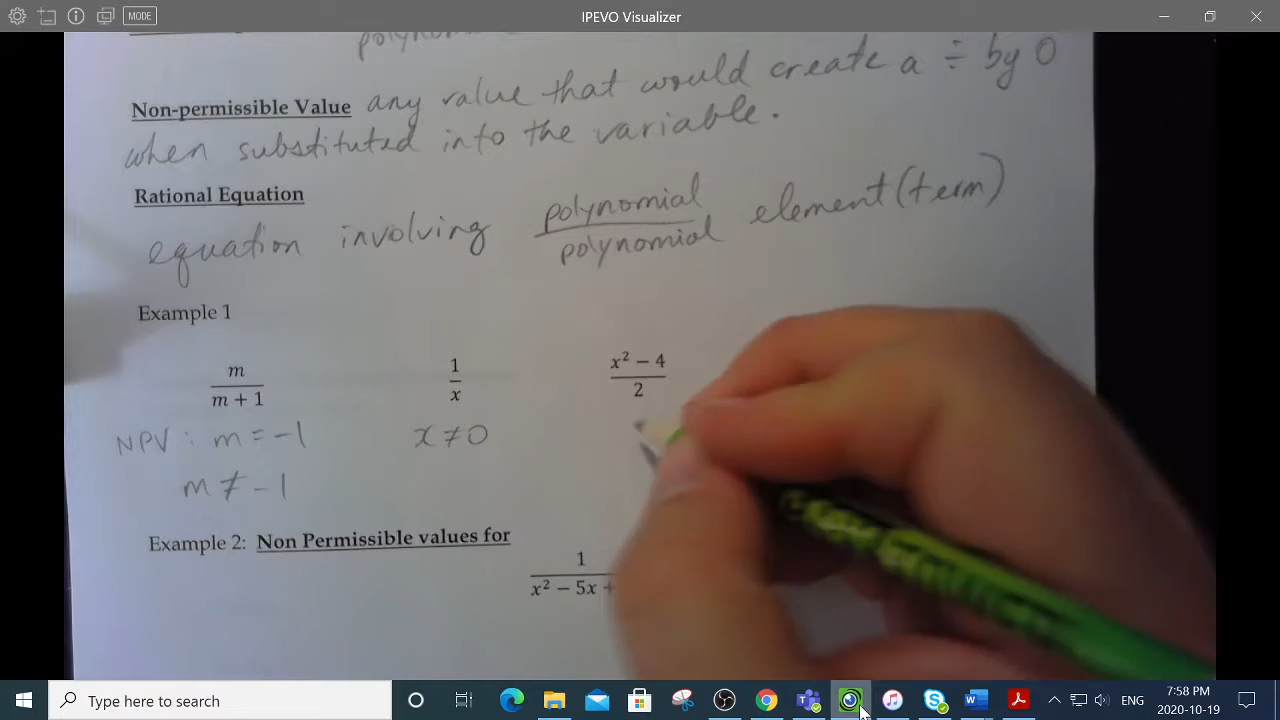 MODE
IPEVO Visualizer
Non-permissible Value any value that would create a ÷ by 0
when substituted into the variable.
Rational Equation
equation involving polynomial/polynomial element (term)
Example 1
m/(m + 1)
1/x
(x² − 4)/2
NPV : m = -1
x ≠ 0
m ≠ -1
Example 2: Non Permissible values for
1
x² − 5x +
Type here to search
ENG
7:58 PM
2020-10-19